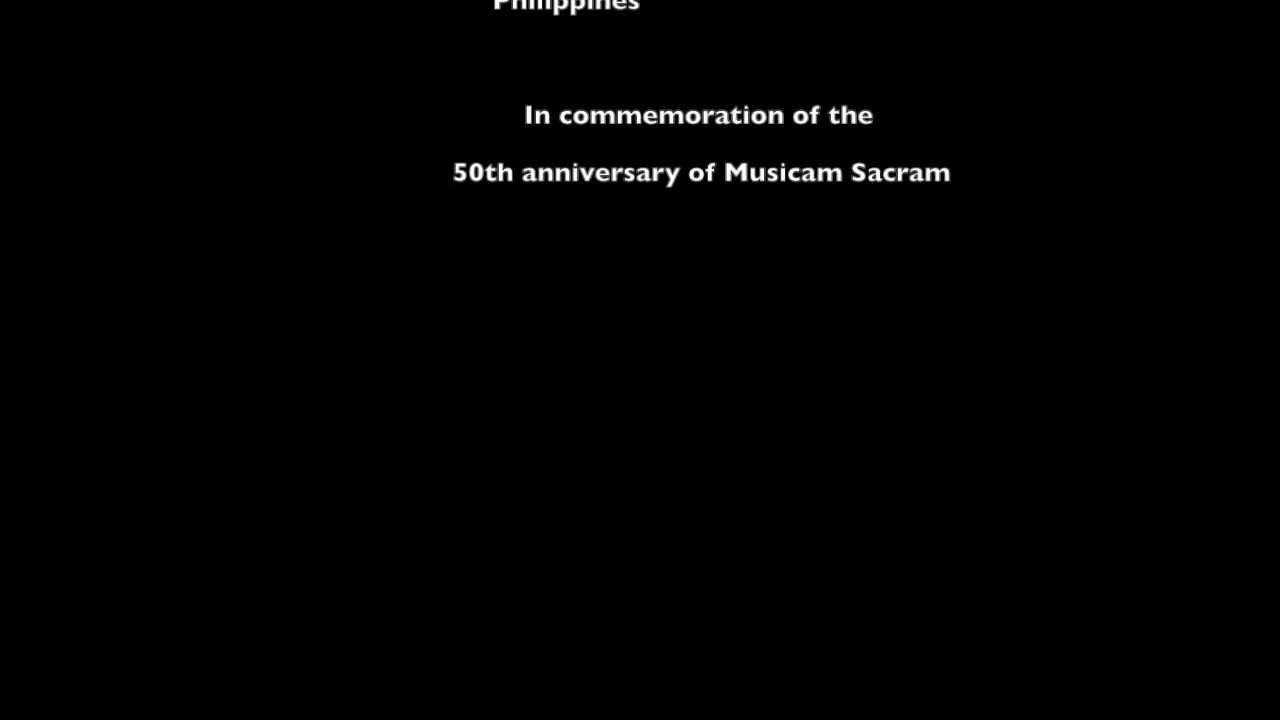 Philippines
In commemoration of the
50th anniversary of Musicam Sacram